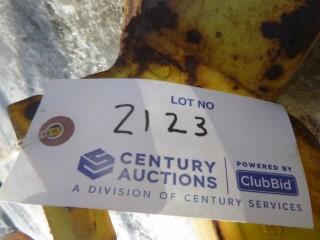 LOT NO
2123
CENTURY AUCTIONS
POWERED BY
ClubBid
A DIVISION OF CENTURY SERVICES